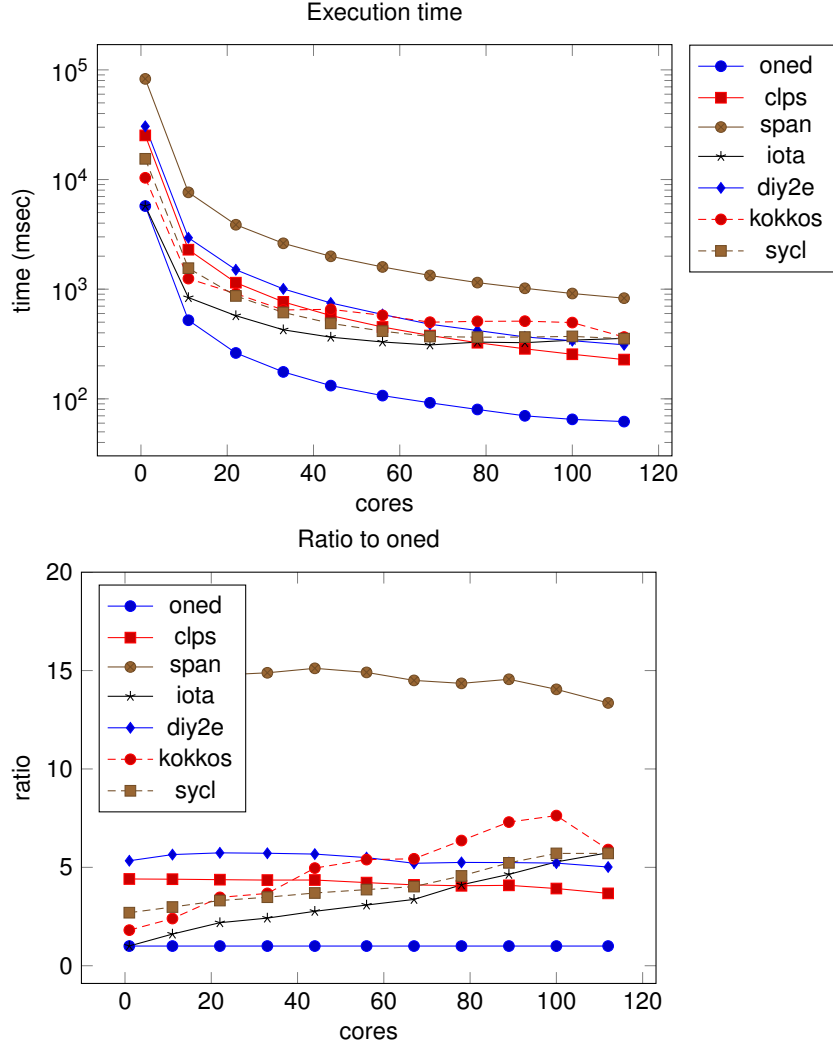 Execution time
10^5
10^4
10^3
10^2
time (msec)
0 20 40 60 80 100 120
cores
oned
clps
span
iota
diy2e
kokkos
sycl
Ratio to oned
20
15
10
5
0
ratio
oned
clps
span
iota
diy2e
kokkos
sycl
0 20 40 60 80 100 120
cores